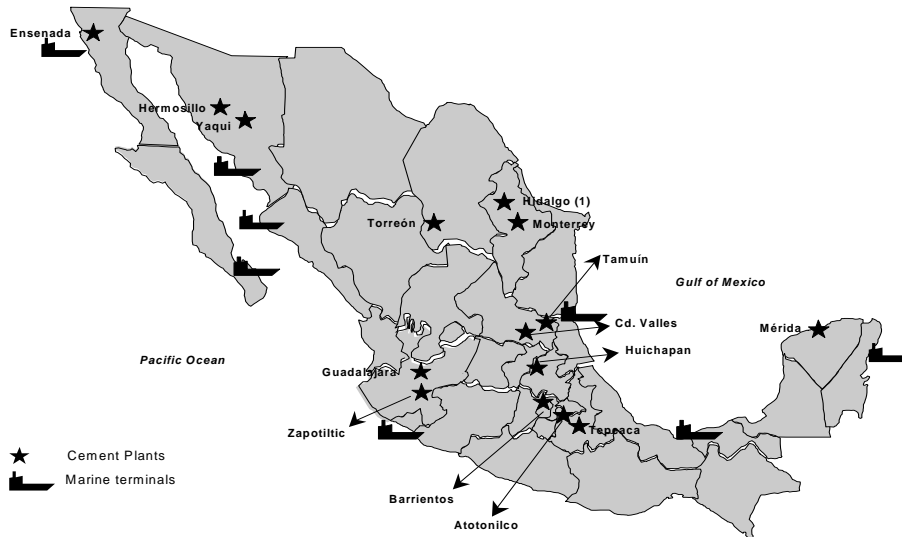 Ensenada
Hermosillo
Yaqui
Hidalgo (1)
Torreón
Monterrey
Tamuín
Gulf of Mexico
Cd. Valles
Mérida
Huichapan
Pacific Ocean
Guadalajara
Zapotiltic
Tepeaca
Cement Plants
Marine terminals
Barrientos
Atotonilco